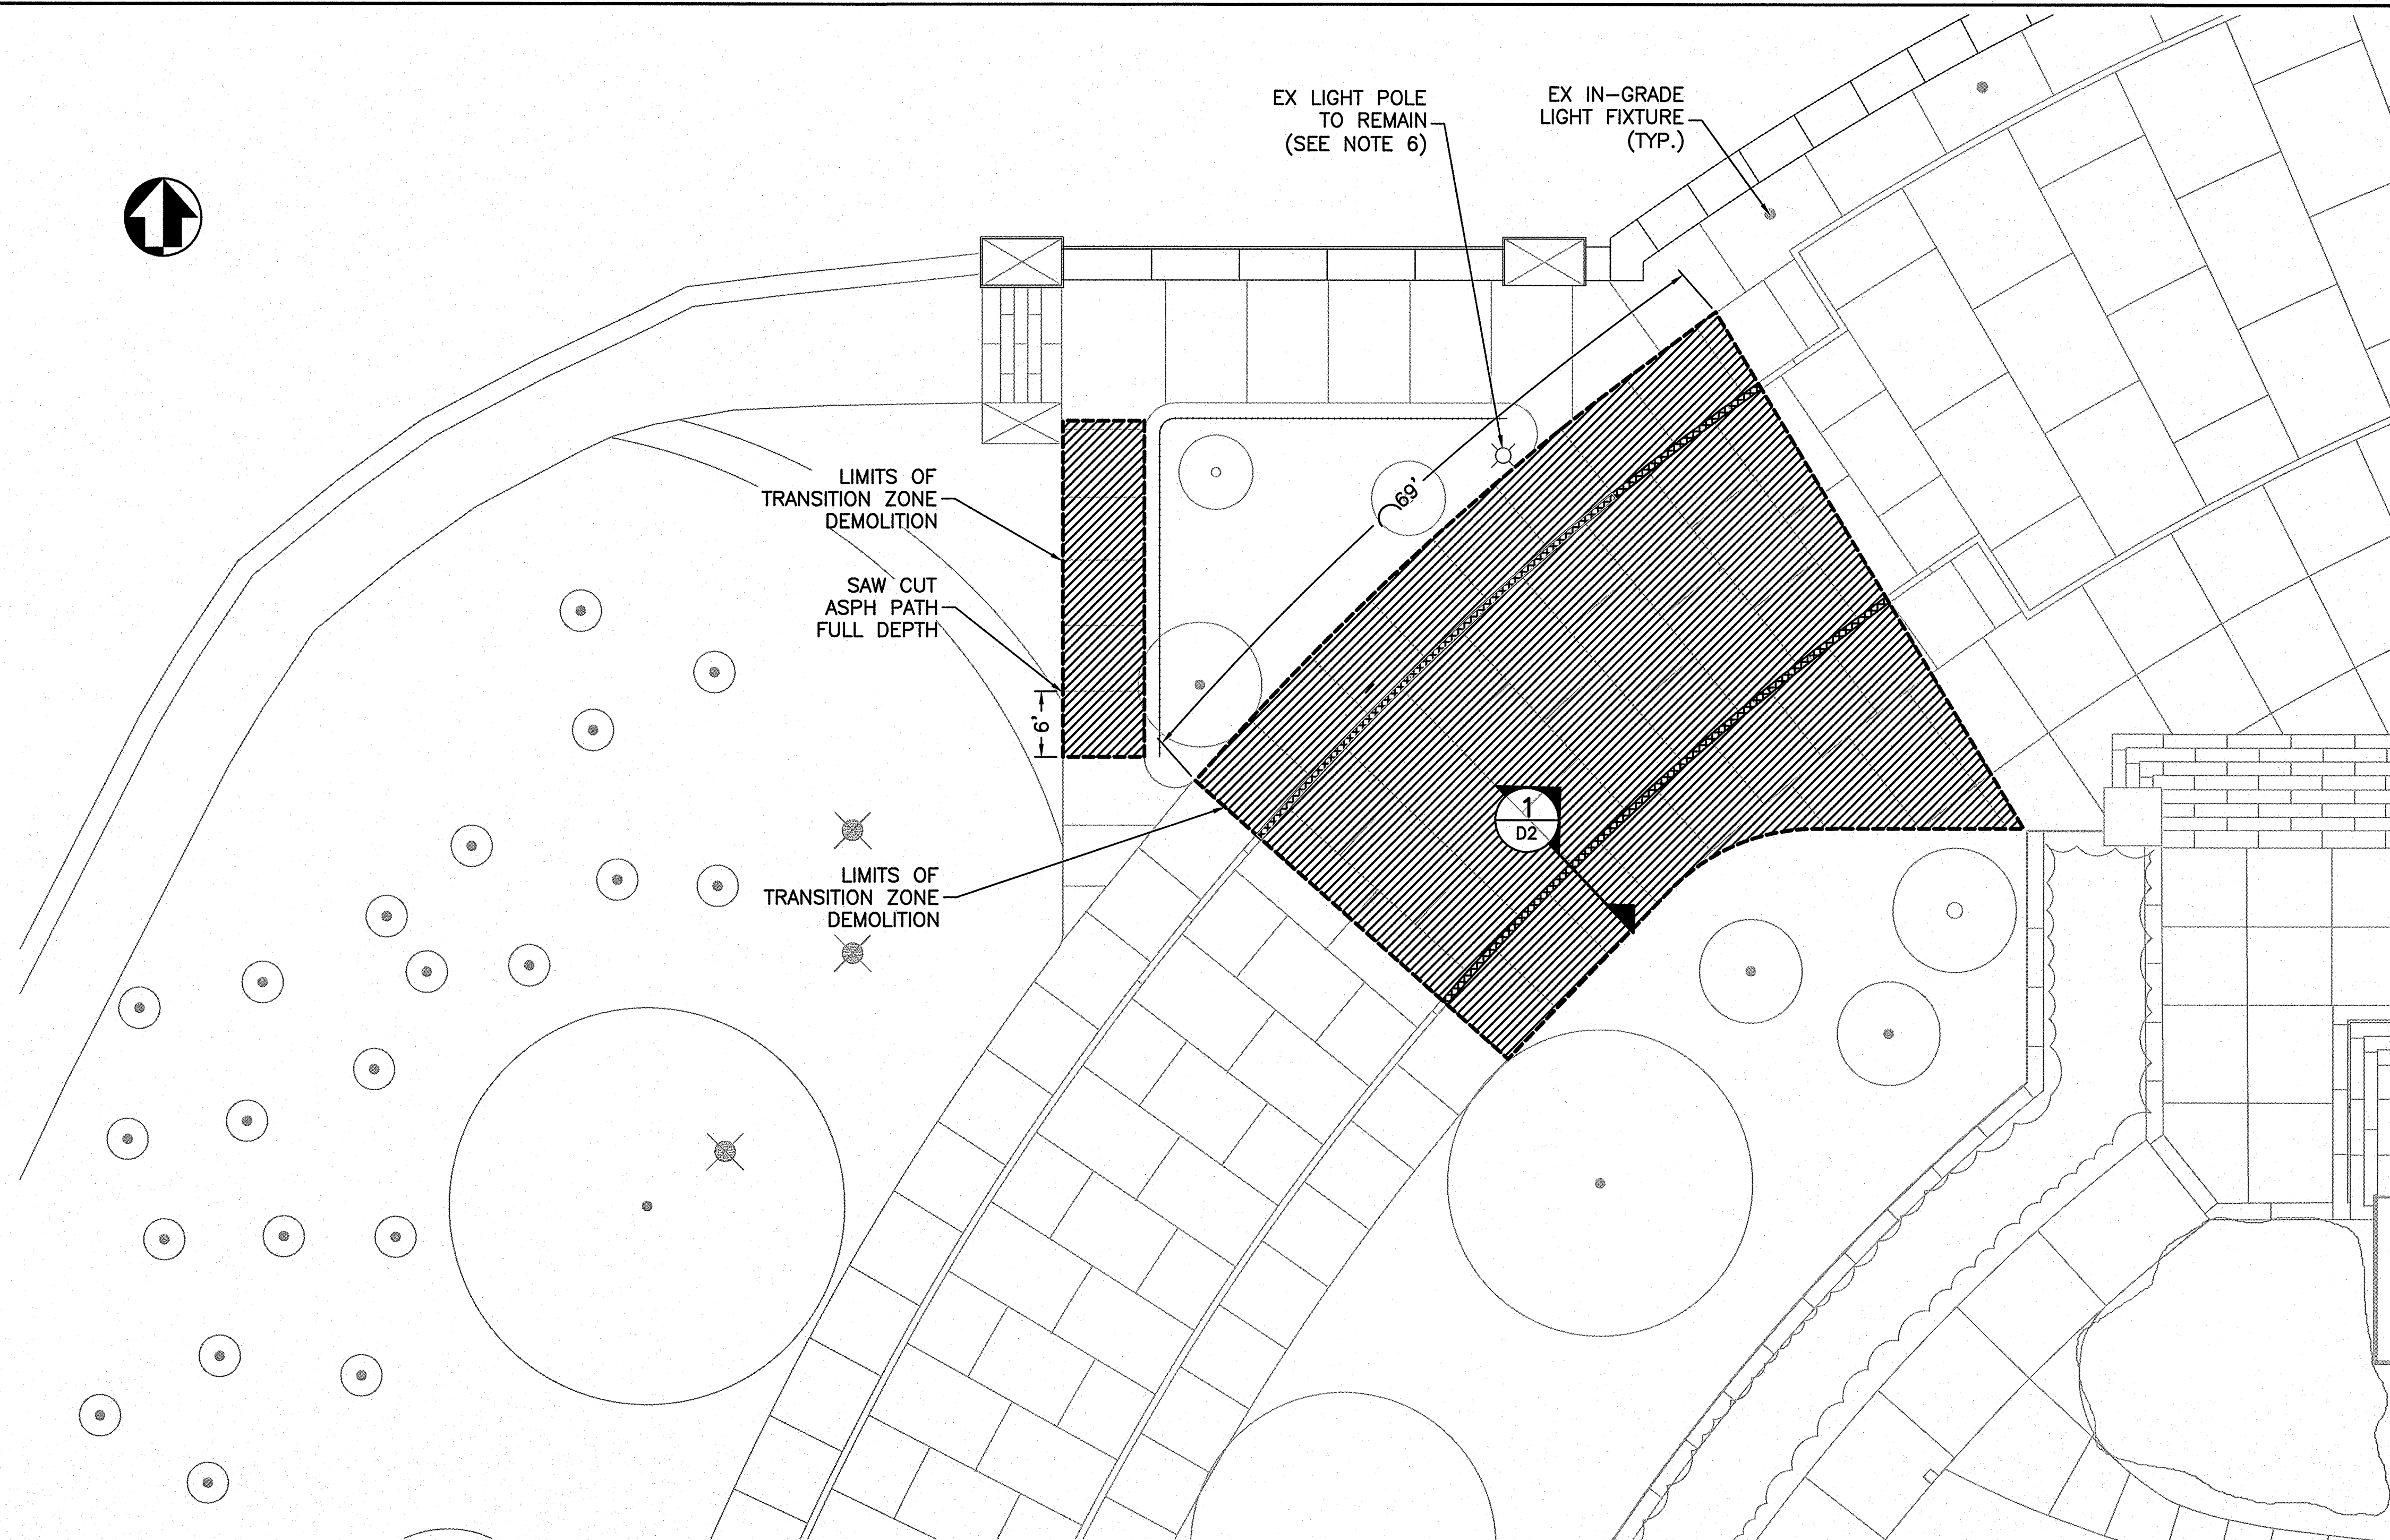 EX LIGHT POLE
TO REMAIN
(SEE NOTE 6)
EX IN-GRADE
LIGHT FIXTURE
(TYP.)
LIMITS OF
TRANSITION ZONE
DEMOLITION
69'
SAW CUT
ASPH PATH
FULL DEPTH
6'
1
D2
LIMITS OF
TRANSITION ZONE
DEMOLITION